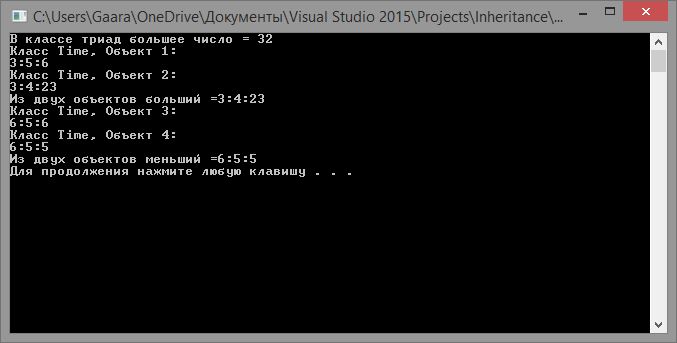 C:\Users\Gaara\OneDrive\Документы\Visual Studio 2015\Projects\Inheritance\...
В классе триад большее число = 32
Класс Time, Объект 1:
3:5:6
Класс Time, Объект 2:
3:4:23
Из двух объектов больший =3:4:23
Класс Time, Объект 3:
6:5:6
Класс Time, Объект 4:
6:5:5
Из двух объектов меньший =6:5:5
Для продолжения нажмите любую клавишу . . .